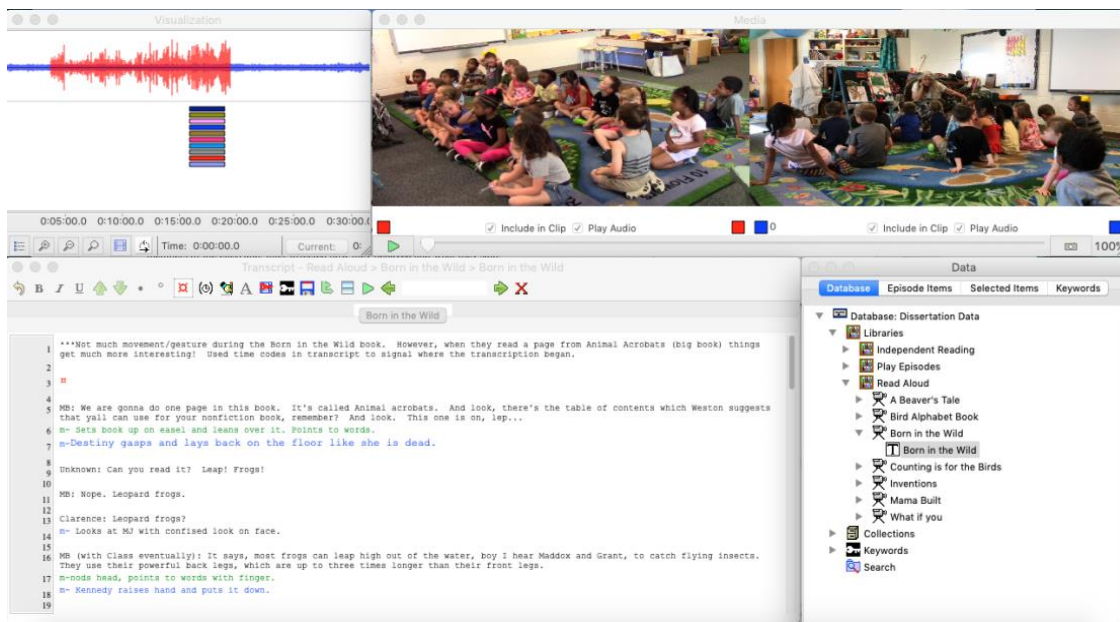 Visualization
0:05:00.0 0:10:00.0 0:15:00.0 0:20:00.0 0:25:00.0 0:30:00.
Time: 0:00:00.0
Current: 0:
Media
Include in Clip Play Audio
0
Include in Clip Play Audio
100%
Transcript - Read Aloud > Born in the Wild > Born in the Wild
B I U
Born in the Wild
1 ***Not much movement/gesture during the Born in the Wild book. However, when they read a page from Animal Acrobats (big book) things
get much more interesting! Used time codes in transcript to signal where the transcription began.
2
3 ¤
4
5 MB: We are gonna do one page in this book. It's called Animal acrobats. And look, there's the table of contents which Weston suggests
that yall can use for your nonfiction book, remember? And look. This one is on, lep...
6 m- Sets book up on easel and leans over it. Points to words.
7 m-Destiny gasps and lays back on the floor like she is dead.
8
9 Unknown: Can you read it? Leap! Frogs!
10
11 MB: Nope. Leopard frogs.
12
13 Clarence: Leopard frogs?
14 m- Looks at MJ with confised look on face.
15
16 MB (with Class eventually): It says, most frogs can leap high out of the water, boy I hear Maddox and Grant, to catch flying insects.
They use their powerful back legs, which are up to three times longer than their front legs.
17 m-nods head, points to words with finger.
18 m- Kennedy raises hand and puts it down.
19
Data
Database Episode Items Selected Items Keywords
Database: Dissertation Data
Libraries
Independent Reading
Play Episodes
Read Aloud
A Beaver's Tale
Bird Alphabet Book
Born in the Wild
Born in the Wild
Counting is for the Birds
Inventions
Mama Built
What if you
Collections
Keywords
Search